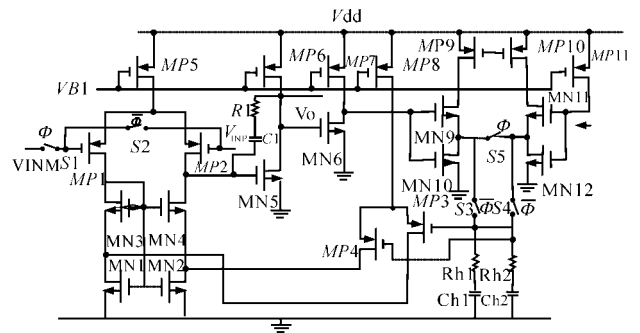 Vdd
MP5
MP6
MP7
MP8
MP9
MP10
MP11
VB1
R1
Vo
MN11
Φ
Φ̅
VINM
S1
S2
V_INP
C1
MP1
MP2
MN5
MN6
MN9
Φ
S5
MN10
MN12
MN3
MN4
MP3
S3
Φ̅
S4
Φ̅
MP4
MN1
MN2
Rh1
Rh2
Ch1
Ch2